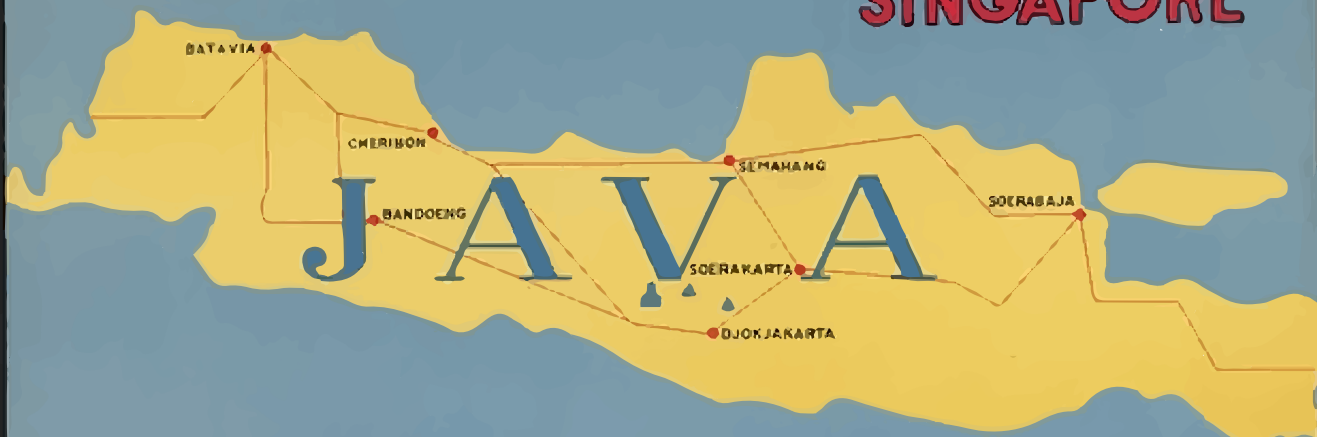 SINGAPORE
BATAVIA
CHERIBON
SEMARANG
JAVA
BANDOENG
SOERABAJA
SOERAKARTA
DJOKJAKARTA